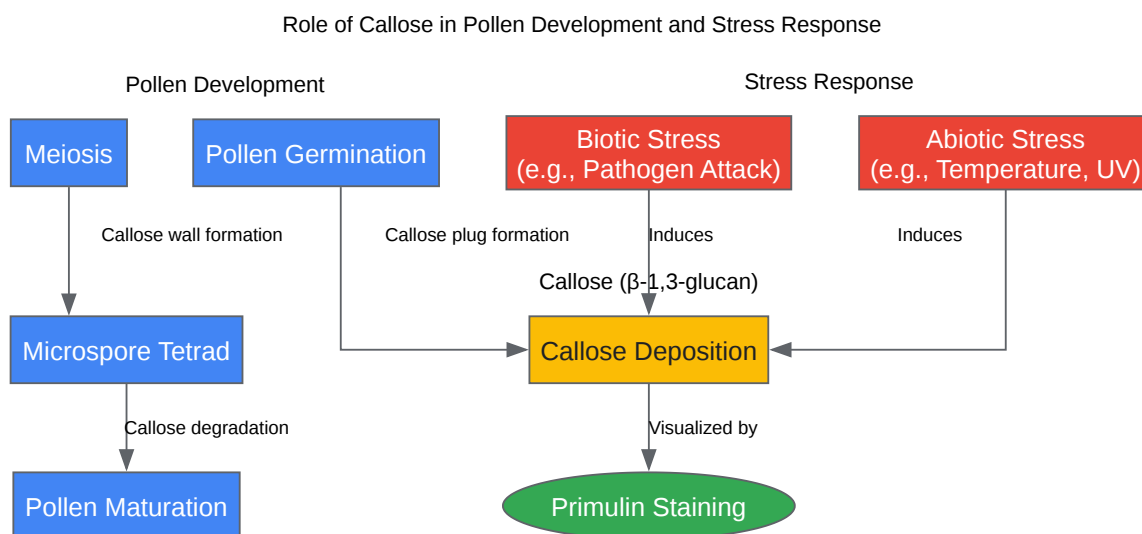 Role of Callose in Pollen Development and Stress Response
Pollen Development
Stress Response
Meiosis
Pollen Germination
Biotic Stress
(e.g., Pathogen Attack)
Abiotic Stress
(e.g., Temperature, UV)
Callose wall formation
Callose plug formation
Induces
Induces
Callose (β-1,3-glucan)
Microspore Tetrad
Callose Deposition
Callose degradation
Visualized by
Pollen Maturation
Primulin Staining